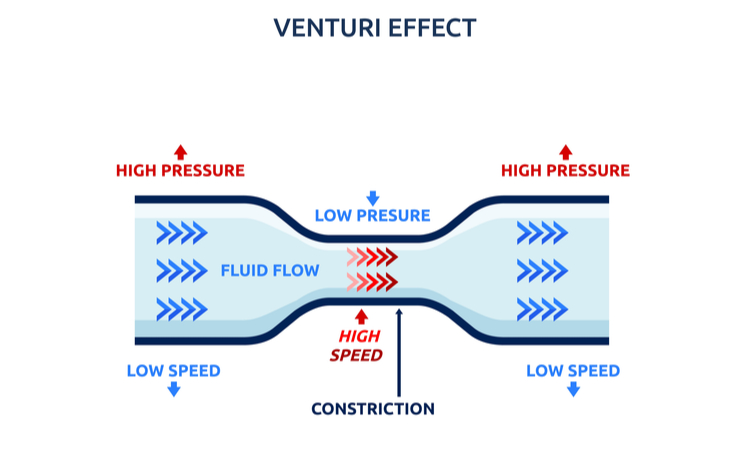 VENTURI EFFECT
HIGH PRESSURE
HIGH PRESSURE
LOW PRESURE
FLUID FLOW
HIGH
SPEED
LOW SPEED
LOW SPEED
CONSTRICTION